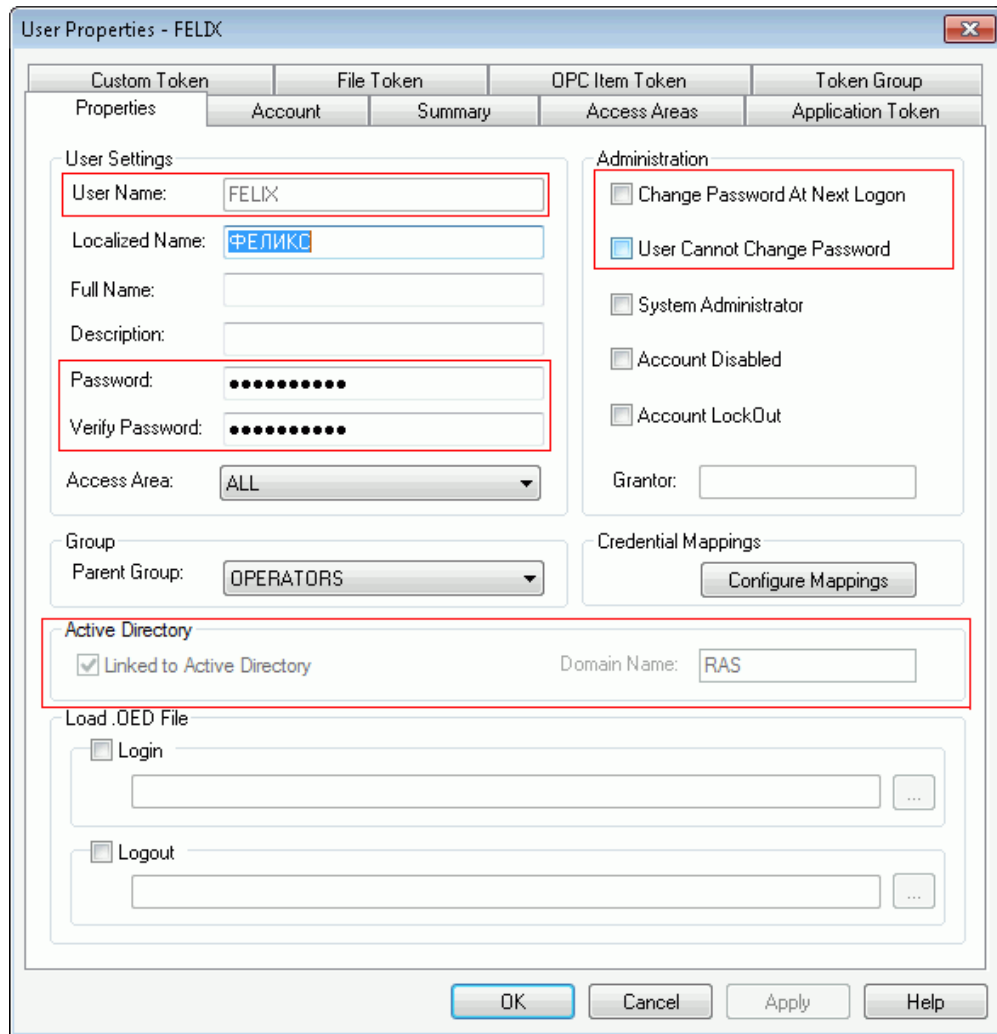 User Properties - FELIX
Custom Token File Token OPC Item Token Token Group
Properties Account Summary Access Areas Application Token
User Settings
User Name: FELIX
Localized Name: ФЕЛИКС
Full Name:
Description:
Password: ●●●●●●●●●●
Verify Password: ●●●●●●●●●●
Access Area: ALL
Administration
Change Password At Next Logon
User Cannot Change Password
System Administrator
Account Disabled
Account LockOut
Grantor:
Group
Parent Group: OPERATORS
Credential Mappings
Configure Mappings
Active Directory
Linked to Active Directory Domain Name: RAS
Load .OED File
Login
...
Logout
...
OK Cancel Apply Help